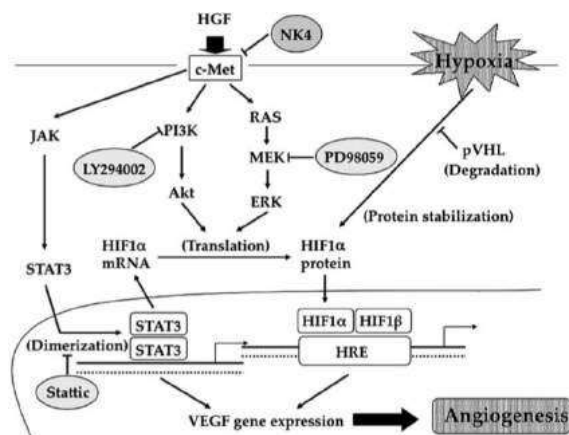 HGF
NK4
c-Met
Hypoxia
JAK
PI3K
RAS
LY294002
MEK
PD98059
pVHL
(Degradation)
Akt
ERK
(Protein stabilization)
HIF1α
mRNA
(Translation)
HIF1α
protein
STAT3
STAT3
(Dimerization)
STAT3
HIF1α
HIF1β
HRE
Stattic
VEGF gene expression
Angiogenesis